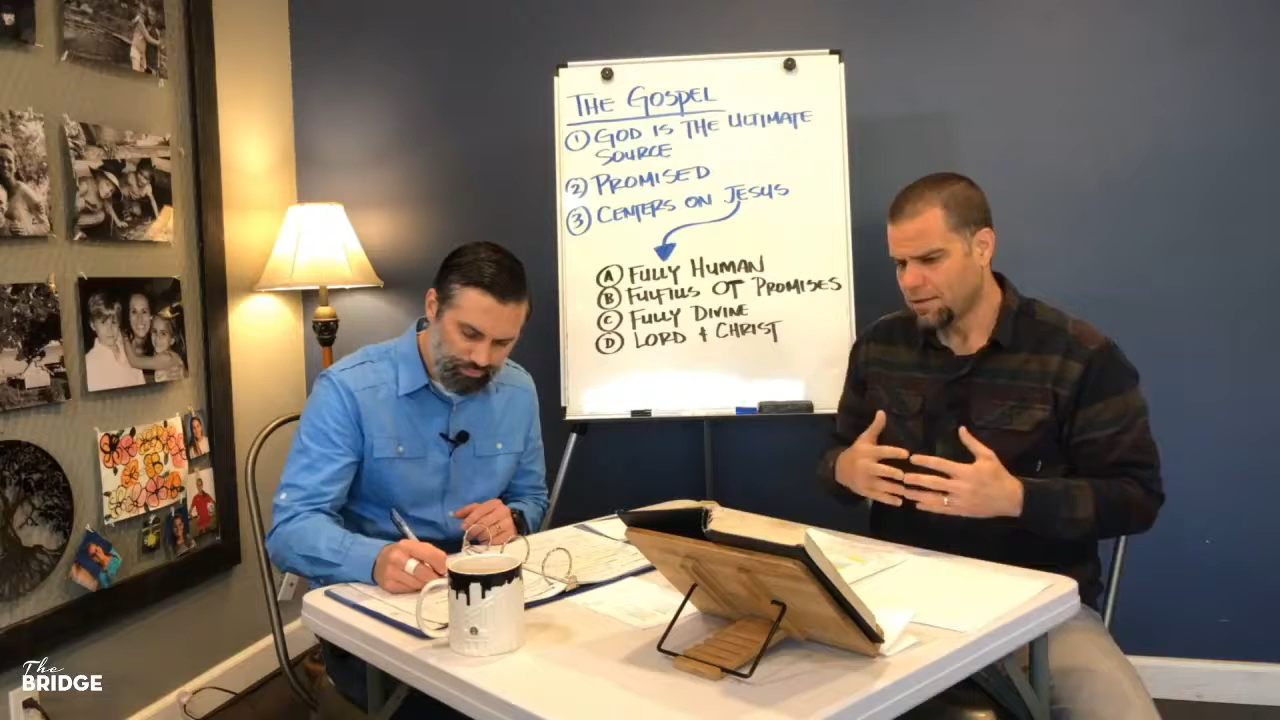 THE GOSPEL
① GOD IS THE ULTIMATE
SOURCE
② PROMISED
③ CENTERS ON JESUS
Ⓐ FULLY HUMAN
Ⓑ FULFILLS OT PROMISES
Ⓒ FULLY DIVINE
Ⓓ LORD + CHRIST
The
BRIDGE